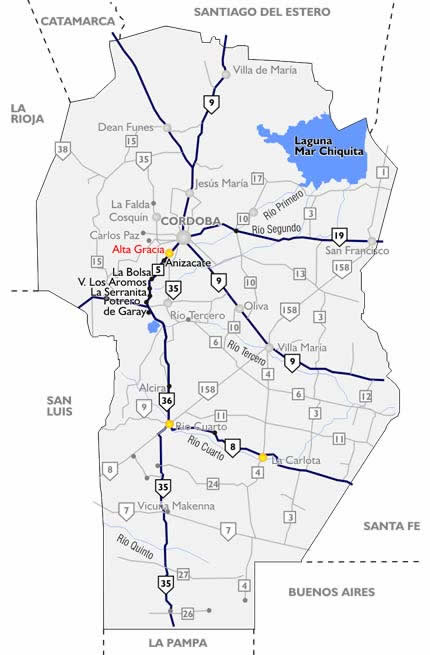 SANTIAGO DEL ESTERO
CATAMARCA
Villa de María
9
LA
RIOJA
Dean Funes
15
38
35
Laguna
Mar Chiquita
1
17
Jesús María
La Falda
Cosquín
10
Río Primero
3
CORDOBA
Río Segundo
Carlos Paz
19
15
Alta Gracia
San Francisco
Anizacate
13
3
La Bolsa
5
158
V. Los Aromos
35
9
La Serranita
10
Potrero
de Garay
Oliva
158
3
Río Tercero
10
6
Río Tercero
Villa María
9
4
6
12
Alcira
158
SAN
LUIS
9
36
11
3
11
Río Cuarto
11
Río Cuarto
8
La Carlota
8
35
24
4
Vicuña Makenna
3
7
7
SANTA FE
Río Quinto
27
35
4
BUENOS AIRES
26
LA PAMPA